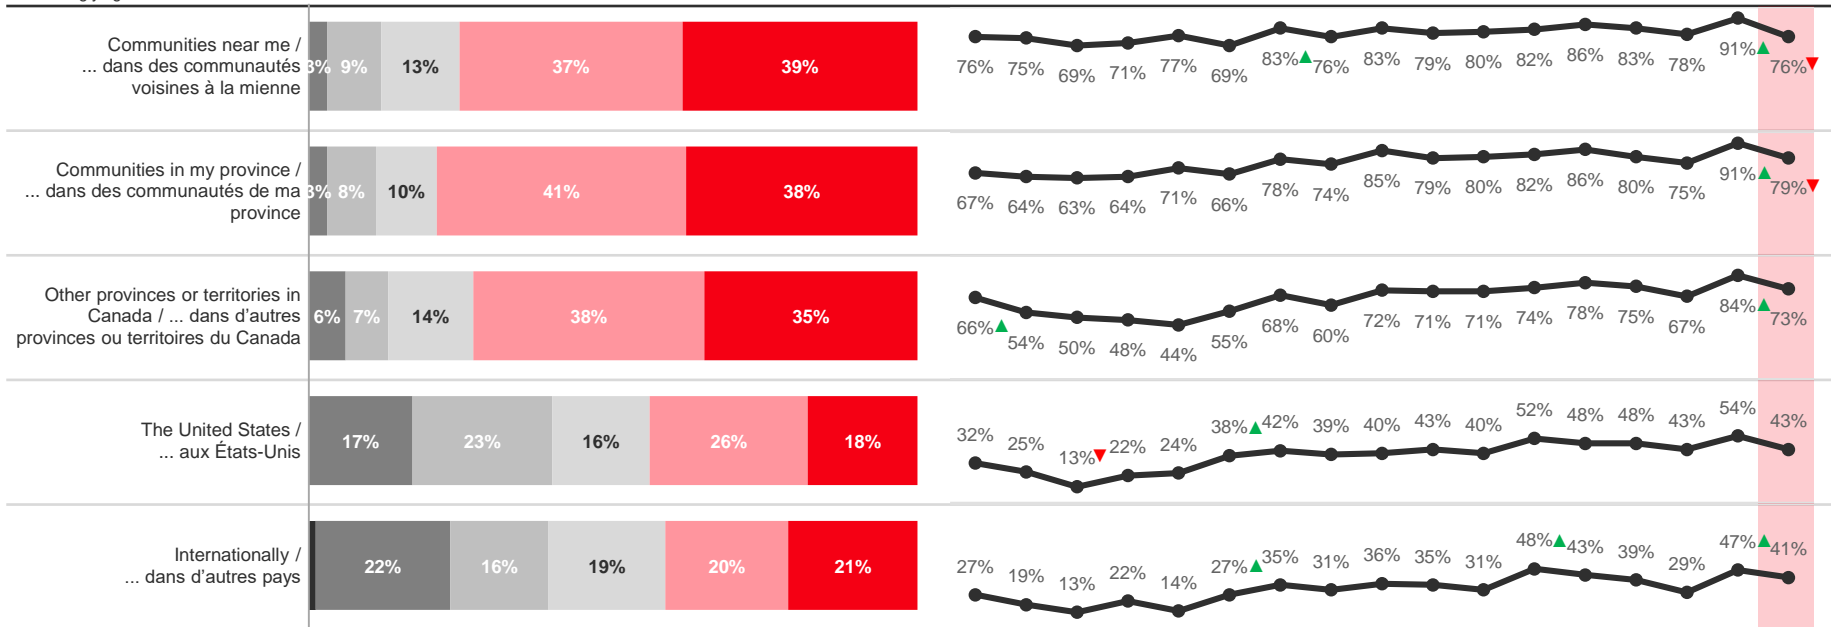 Communities near me /
... dans des communautés
voisines à la mienne
3% 9% 13% 37% 39%
76% 75% 69% 71% 77% 69% 83% 76% 83% 79% 80% 82% 86% 83% 78% 91% 76%
Communities in my province /
... dans des communautés de ma
province
3% 8% 10% 41% 38%
67% 64% 63% 64% 71% 66% 78% 74% 85% 79% 80% 82% 86% 80% 75% 91% 79%
Other provinces or territories in
Canada / ... dans d'autres
provinces ou territoires du Canada
6% 7% 14% 38% 35%
66% 54% 50% 48% 44% 55% 68% 60% 72% 71% 71% 74% 78% 75% 67% 84% 73%
The United States /
... aux États-Unis
17% 23% 16% 26% 18%
32% 25% 13% 22% 24% 38% 42% 39% 40% 43% 40% 52% 48% 48% 43% 54% 43%
Internationally /
... dans d'autres pays
22% 16% 19% 20% 21%
27% 19% 13% 22% 14% 27% 35% 31% 36% 35% 31% 48% 43% 39% 29% 47% 41%